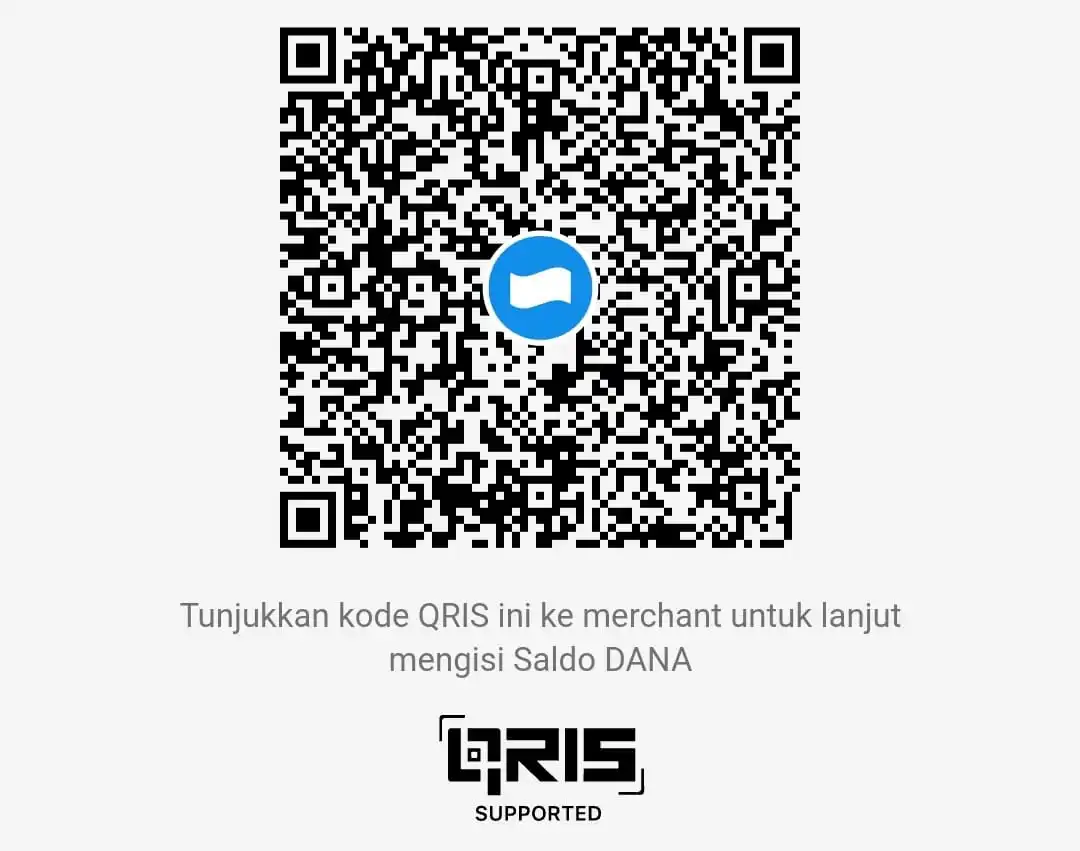 Tunjukkan kode QRIS ini ke merchant untuk lanjut
mengisi Saldo DANA
QRIS
SUPPORTED